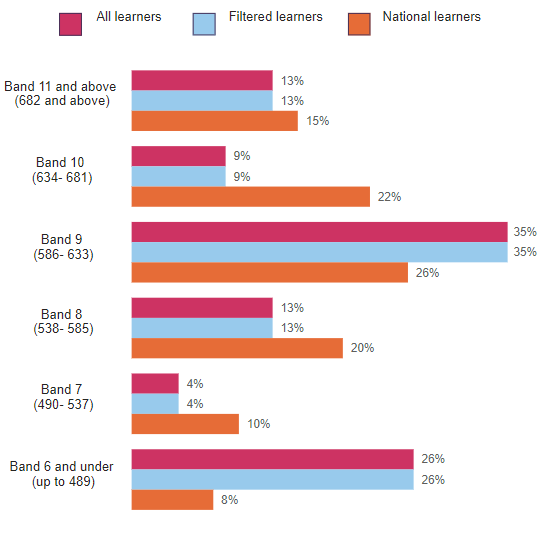 All learners
Filtered learners
National learners
Band 11 and above
(682 and above)
13%
13%
15%
Band 10
(634- 681)
9%
9%
22%
Band 9
(586- 633)
35%
35%
26%
Band 8
(538- 585)
13%
13%
20%
Band 7
(490- 537)
4%
4%
10%
Band 6 and under
(up to 489)
26%
26%
8%